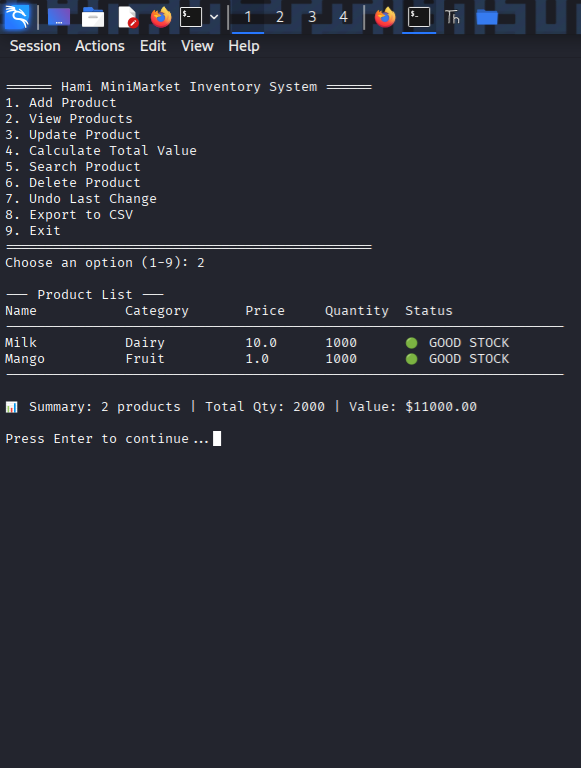 1 2 3 4
Session Actions Edit View Help
====== Hami MiniMarket Inventory System ======
1. Add Product
2. View Products
3. Update Product
4. Calculate Total Value
5. Search Product
6. Delete Product
7. Undo Last Change
8. Export to CSV
9. Exit
==============================================
Choose an option (1-9): 2
--- Product List ---
Name Category Price Quantity Status
----------------------------------------------------------------------
Milk Dairy 10.0 1000 🟢 GOOD STOCK
Mango Fruit 1.0 1000 🟢 GOOD STOCK
----------------------------------------------------------------------
📊 Summary: 2 products | Total Qty: 2000 | Value: $11000.00
Press Enter to continue...